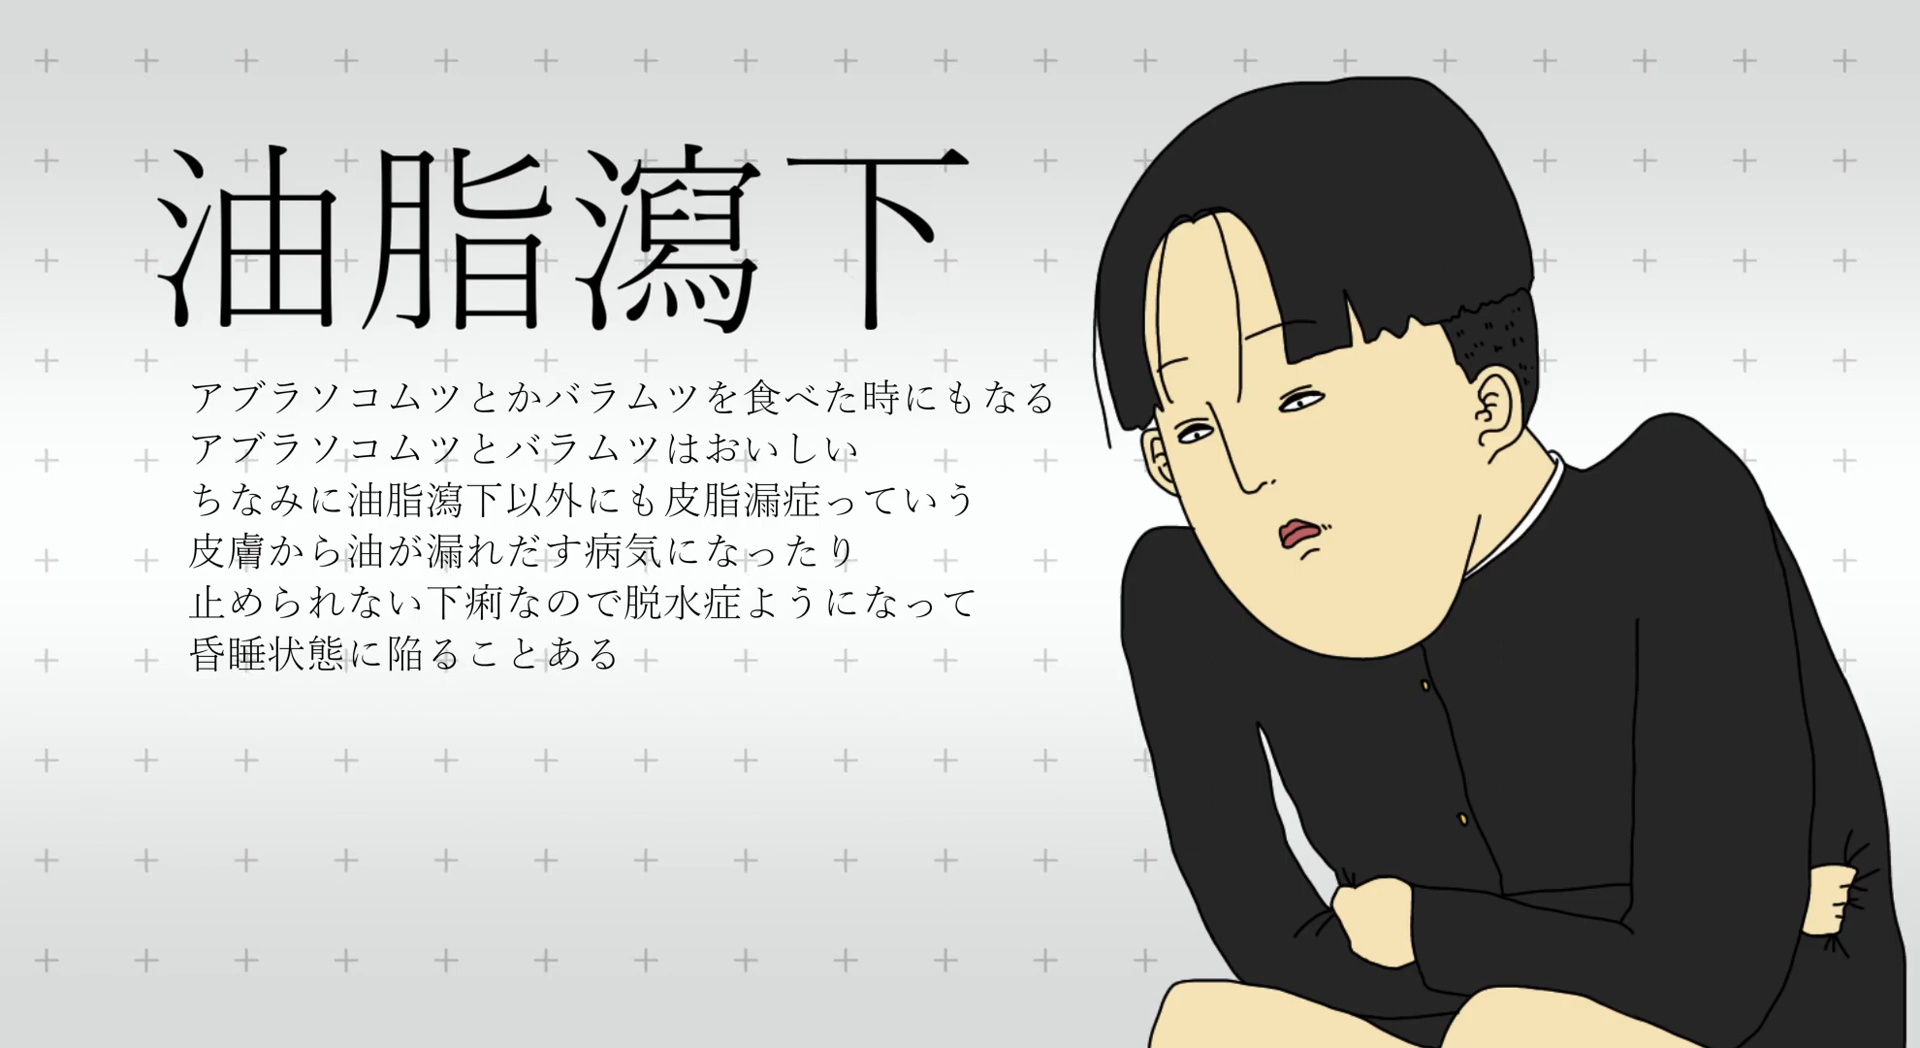 油脂瀉下
アブラソコムツとかバラムツを食べた時にもなる
アブラソコムツとバラムツはおいしい
ちなみに油脂瀉下以外にも皮脂漏症っていう
皮膚から油が漏れだす病気になったり
止められない下痢なので脱水症ようになって
昏睡状態に陥ることある